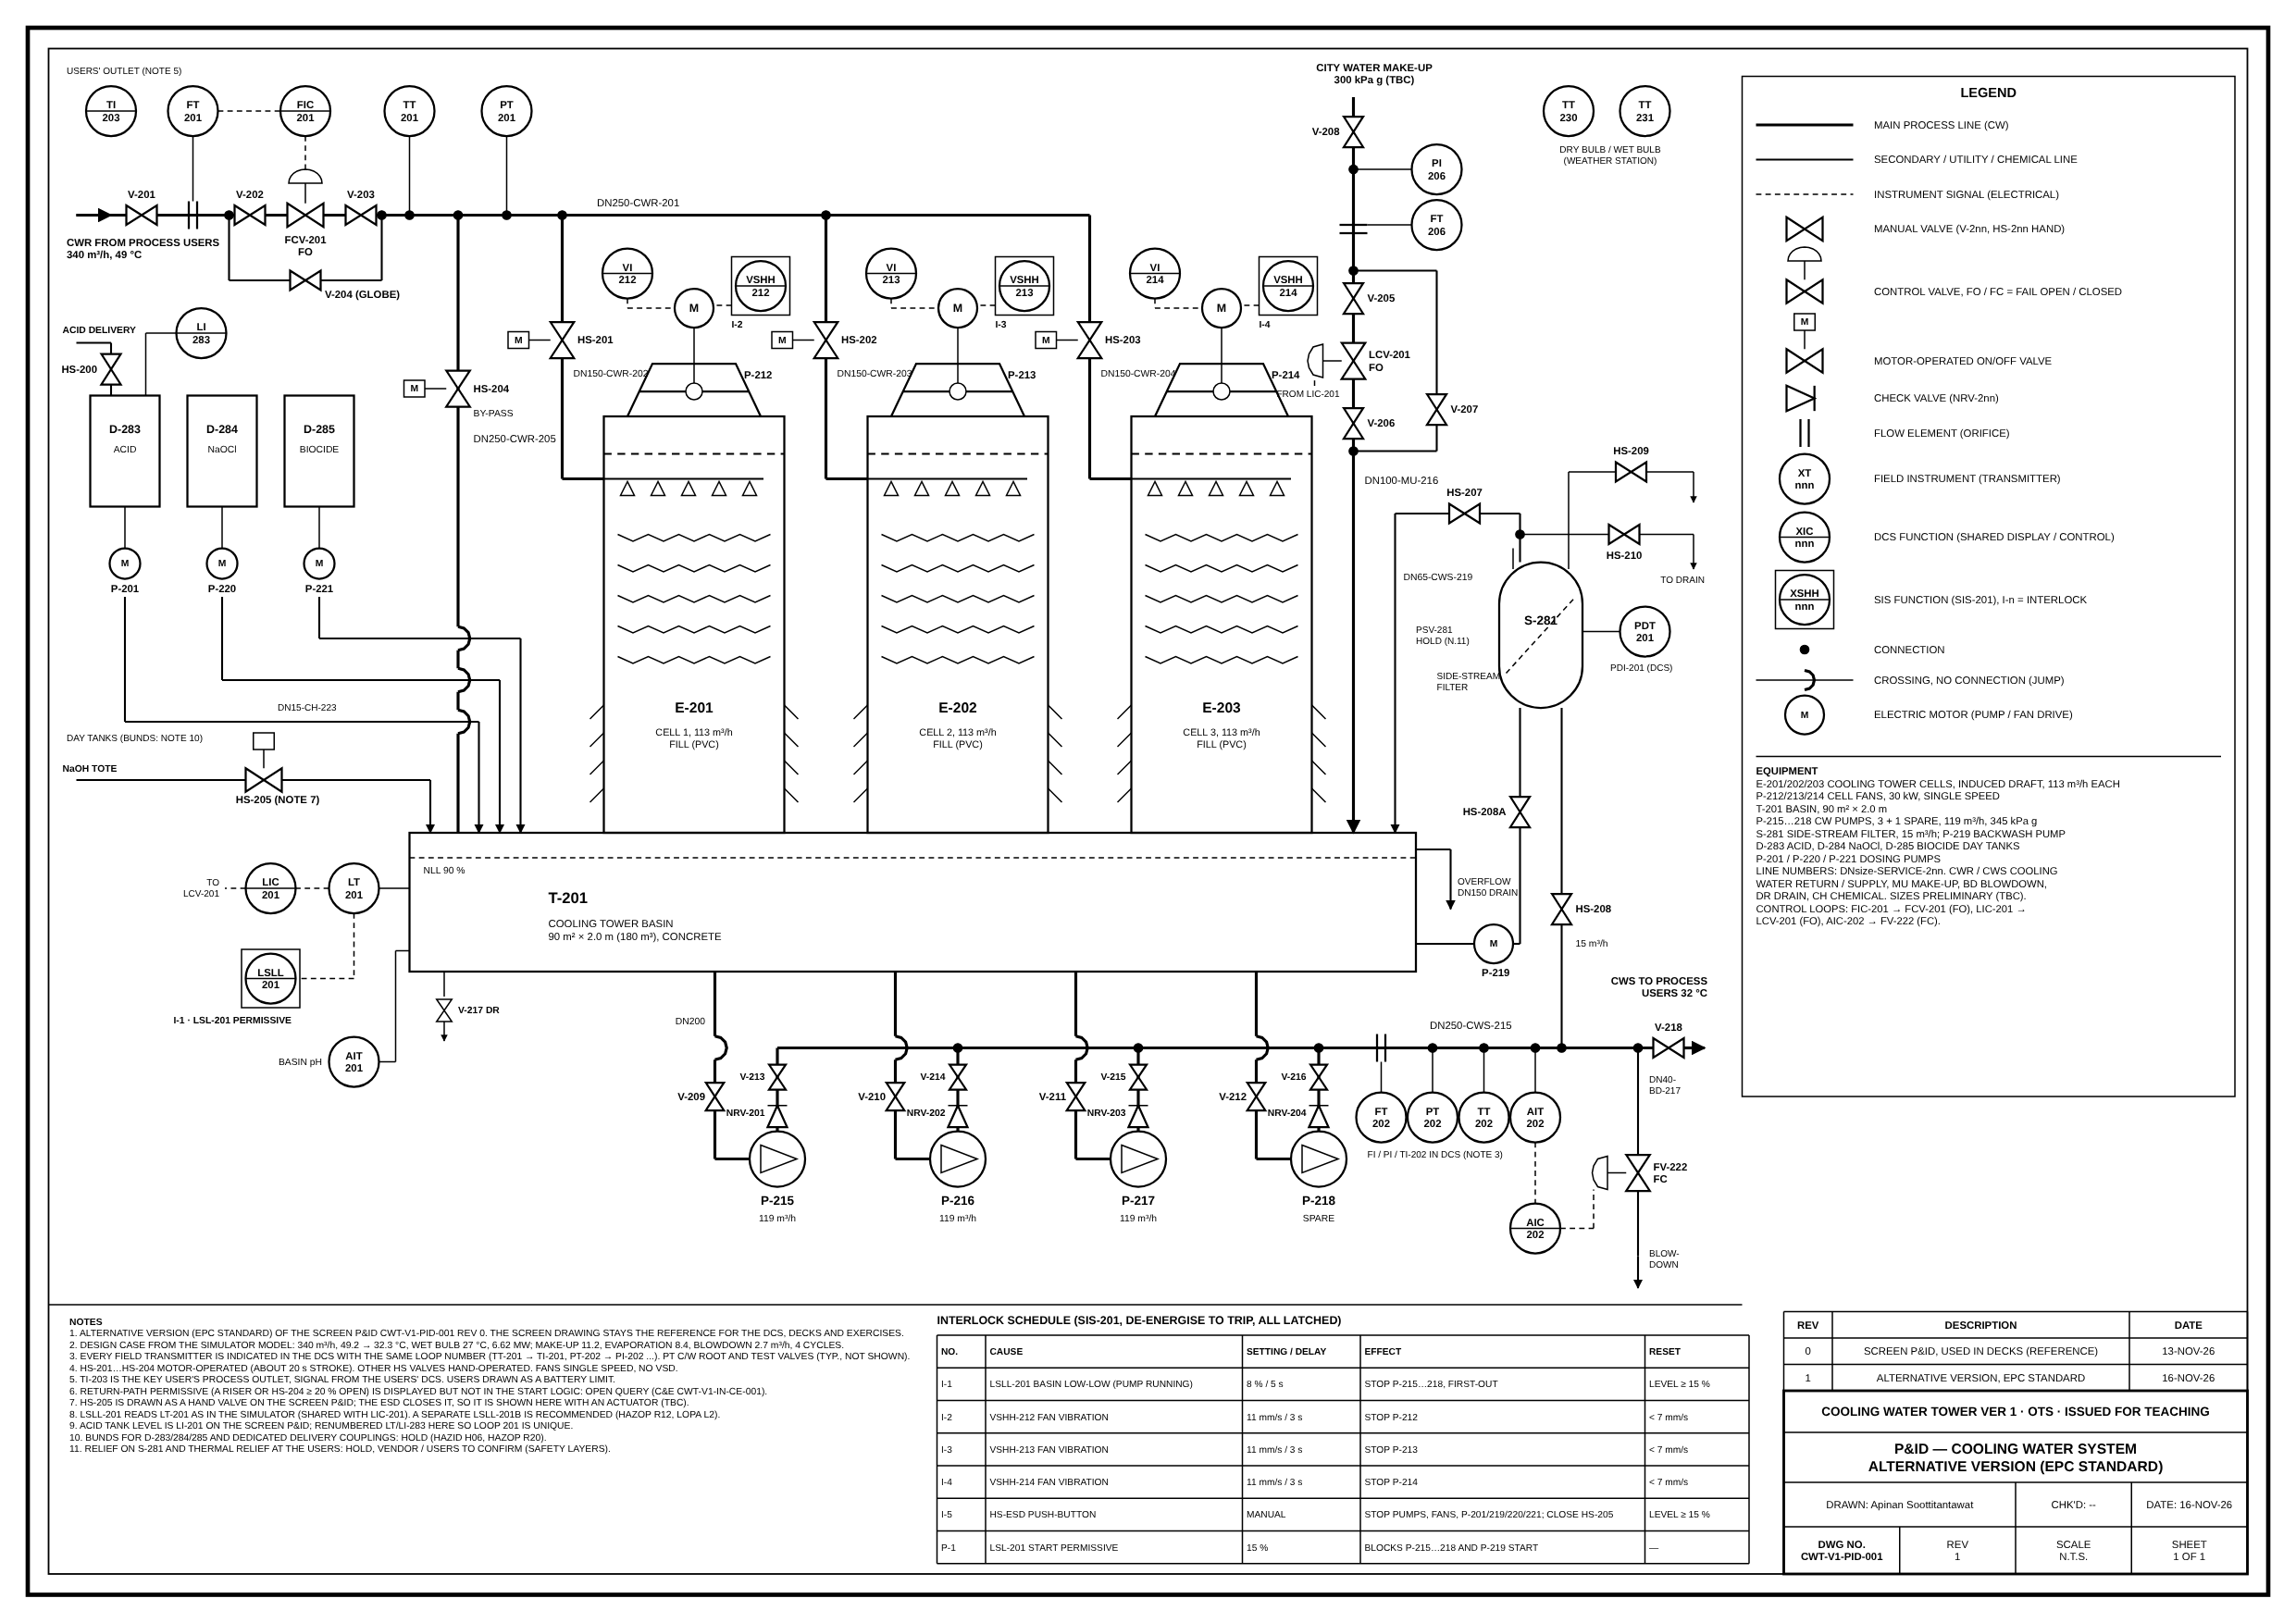 USERS' OUTLET (NOTE 5)
TI
203
FT
201
FIC
201
TT
201
PT
201
CITY WATER MAKE-UP
300 kPa g (TBC)
V-208
PI
206
FT
206
TT
230
TT
231
DRY BULB / WET BULB
(WEATHER STATION)
V-201
V-202
V-203
DN250-CWR-201
CWR FROM PROCESS USERS
340 m³/h, 49 °C
FCV-201
FO
V-204 (GLOBE)
VI
212
M
VSHH
212
I-2
VI
213
M
VSHH
213
I-3
VI
214
M
VSHH
214
I-4
V-205
ACID DELIVERY
LI
283
HS-200
M
HS-201
M
HS-202
M
HS-203
LCV-201
FO
FROM LIC-201
DN150-CWR-202
P-212
DN150-CWR-203
P-213
DN150-CWR-204
P-214
M
HS-204
BY-PASS
DN250-CWR-205
V-206
V-207
D-283
ACID
D-284
NaOCl
D-285
BIOCIDE
DN100-MU-216
HS-207
HS-209
HS-210
TO DRAIN
M
P-201
M
P-220
M
P-221
DN65-CWS-219
S-281
PSV-281
HOLD (N.11)
PDT
201
PDI-201 (DCS)
SIDE-STREAM
FILTER
DN15-CH-223
E-201
CELL 1, 113 m³/h
FILL (PVC)
E-202
CELL 2, 113 m³/h
FILL (PVC)
E-203
CELL 3, 113 m³/h
FILL (PVC)
DAY TANKS (BUNDS: NOTE 10)
NaOH TOTE
HS-205 (NOTE 7)
HS-208A
NLL 90 %
T-201
COOLING TOWER BASIN
90 m² × 2.0 m (180 m³), CONCRETE
TO
LCV-201
LIC
201
LT
201
OVERFLOW
DN150 DRAIN
HS-208
15 m³/h
M
P-219
LSLL
201
I-1 · LSL-201 PERMISSIVE
V-217 DR
BASIN pH
AIT
201
CWS TO PROCESS
USERS 32 °C
DN200
DN250-CWS-215
V-218
V-213
V-209
NRV-201
P-215
119 m³/h
V-214
V-210
NRV-202
P-216
119 m³/h
V-215
V-211
NRV-203
P-217
119 m³/h
V-216
V-212
NRV-204
P-218
SPARE
FT
202
PT
202
TT
202
AIT
202
FI / PI / TI-202 IN DCS (NOTE 3)
DN40-
BD-217
FV-222
FC
AIC
202
BLOW-
DOWN
LEGEND
MAIN PROCESS LINE (CW)
SECONDARY / UTILITY / CHEMICAL LINE
INSTRUMENT SIGNAL (ELECTRICAL)
MANUAL VALVE (V-2nn, HS-2nn HAND)
CONTROL VALVE, FO / FC = FAIL OPEN / CLOSED
M
MOTOR-OPERATED ON/OFF VALVE
CHECK VALVE (NRV-2nn)
FLOW ELEMENT (ORIFICE)
XT
nnn
FIELD INSTRUMENT (TRANSMITTER)
XIC
nnn
DCS FUNCTION (SHARED DISPLAY / CONTROL)
XSHH
nnn
SIS FUNCTION (SIS-201), I-n = INTERLOCK
CONNECTION
CROSSING, NO CONNECTION (JUMP)
M
ELECTRIC MOTOR (PUMP / FAN DRIVE)
EQUIPMENT
E-201/202/203 COOLING TOWER CELLS, INDUCED DRAFT, 113 m³/h EACH
P-212/213/214 CELL FANS, 30 kW, SINGLE SPEED
T-201 BASIN, 90 m² × 2.0 m
P-215…218 CW PUMPS, 3 + 1 SPARE, 119 m³/h, 345 kPa g
S-281 SIDE-STREAM FILTER, 15 m³/h; P-219 BACKWASH PUMP
D-283 ACID, D-284 NaOCl, D-285 BIOCIDE DAY TANKS
P-201 / P-220 / P-221 DOSING PUMPS
LINE NUMBERS: DNsize-SERVICE-2nn. CWR / CWS COOLING
WATER RETURN / SUPPLY, MU MAKE-UP, BD BLOWDOWN,
DR DRAIN, CH CHEMICAL. SIZES PRELIMINARY (TBC).
CONTROL LOOPS: FIC-201 → FCV-201 (FO), LIC-201 →
LCV-201 (FO), AIC-202 → FV-222 (FC).
NOTES
1. ALTERNATIVE VERSION (EPC STANDARD) OF THE SCREEN P&ID CWT-V1-PID-001 REV 0. THE SCREEN DRAWING STAYS THE REFERENCE FOR THE DCS, DECKS AND EXERCISES.
2. DESIGN CASE FROM THE SIMULATOR MODEL: 340 m³/h, 49.2 → 32.3 °C, WET BULB 27 °C, 6.62 MW; MAKE-UP 11.2, EVAPORATION 8.4, BLOWDOWN 2.7 m³/h, 4 CYCLES.
3. EVERY FIELD TRANSMITTER IS INDICATED IN THE DCS WITH THE SAME LOOP NUMBER (TT-201 → TI-201, PT-202 → PI-202 ...). PT C/W ROOT AND TEST VALVES (TYP., NOT SHOWN).
4. HS-201…HS-204 MOTOR-OPERATED (ABOUT 20 s STROKE). OTHER HS VALVES HAND-OPERATED. FANS SINGLE SPEED, NO VSD.
5. TI-203 IS THE KEY USER'S PROCESS OUTLET, SIGNAL FROM THE USERS' DCS. USERS DRAWN AS A BATTERY LIMIT.
6. RETURN-PATH PERMISSIVE (A RISER OR HS-204 ≥ 20 % OPEN) IS DISPLAYED BUT NOT IN THE START LOGIC: OPEN QUERY (C&E CWT-V1-IN-CE-001).
7. HS-205 IS DRAWN AS A HAND VALVE ON THE SCREEN P&ID; THE ESD CLOSES IT, SO IT IS SHOWN HERE WITH AN ACTUATOR (TBC).
8. LSLL-201 READS LT-201 AS IN THE SIMULATOR (SHARED WITH LIC-201). A SEPARATE LSLL-201B IS RECOMMENDED (HAZOP R12, LOPA L2).
9. ACID TANK LEVEL IS LI-201 ON THE SCREEN P&ID; RENUMBERED LT/LI-283 HERE SO LOOP 201 IS UNIQUE.
10. BUNDS FOR D-283/284/285 AND DEDICATED DELIVERY COUPLINGS: HOLD (HAZID H06, HAZOP R20).
11. RELIEF ON S-281 AND THERMAL RELIEF AT THE USERS: HOLD, VENDOR / USERS TO CONFIRM (SAFETY LAYERS).
INTERLOCK SCHEDULE (SIS-201, DE-ENERGISE TO TRIP, ALL LATCHED)
NO. CAUSE SETTING / DELAY EFFECT RESET
I-1 LSLL-201 BASIN LOW-LOW (PUMP RUNNING) 8 % / 5 s STOP P-215…218, FIRST-OUT LEVEL ≥ 15 %
I-2 VSHH-212 FAN VIBRATION 11 mm/s / 3 s STOP P-212 < 7 mm/s
I-3 VSHH-213 FAN VIBRATION 11 mm/s / 3 s STOP P-213 < 7 mm/s
I-4 VSHH-214 FAN VIBRATION 11 mm/s / 3 s STOP P-214 < 7 mm/s
I-5 HS-ESD PUSH-BUTTON MANUAL STOP PUMPS, FANS, P-201/219/220/221; CLOSE HS-205 LEVEL ≥ 15 %
P-1 LSL-201 START PERMISSIVE 15 % BLOCKS P-215…218 AND P-219 START —
REV DESCRIPTION DATE
0 SCREEN P&ID, USED IN DECKS (REFERENCE) 13-NOV-26
1 ALTERNATIVE VERSION, EPC STANDARD 16-NOV-26
COOLING WATER TOWER VER 1 · OTS · ISSUED FOR TEACHING
P&ID — COOLING WATER SYSTEM
ALTERNATIVE VERSION (EPC STANDARD)
DRAWN: Apinan Soottitantawat CHK'D: -- DATE: 16-NOV-26
DWG NO. REV SCALE SHEET
CWT-V1-PID-001 1 N.T.S. 1 OF 1